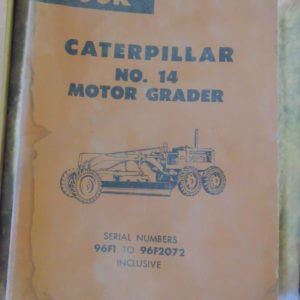 CATERPILLAR
NO. 14
MOTOR GRADER
SERIAL NUMBERS
96F1 TO 96F2072
INCLUSIVE